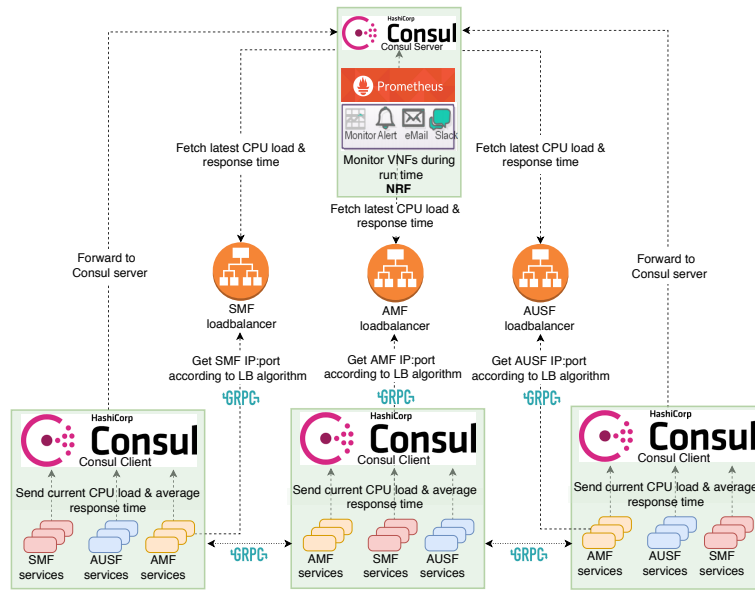 HashiCorp
Consul
Consul Server
Prometheus
Monitor Alert eMail Slack
Monitor VNFs during
run time
NRF
Fetch latest CPU load &
response time
Fetch latest CPU load &
response time
Fetch latest CPU load &
response time
Forward to
Consul server
Forward to
Consul server
SMF
loadbalancer
AMF
loadbalancer
AUSF
loadbalancer
Get SMF IP:port
according to LB algorithm
GRPC
Get AMF IP:port
according to LB algorithm
GRPC
Get AUSF IP:port
according to LB algorithm
GRPC
HashiCorp
Consul
Consul Client
Send current CPU load & average
response time
SMF
services
AUSF
services
AMF
services
GRPC
HashiCorp
Consul
Consul Client
Send current CPU load & average
response time
AMF
services
SMF
services
AUSF
services
GRPC
HashiCorp
Consul
Consul Client
Send current CPU load & average
response time
AMF
services
AUSF
services
SMF
services